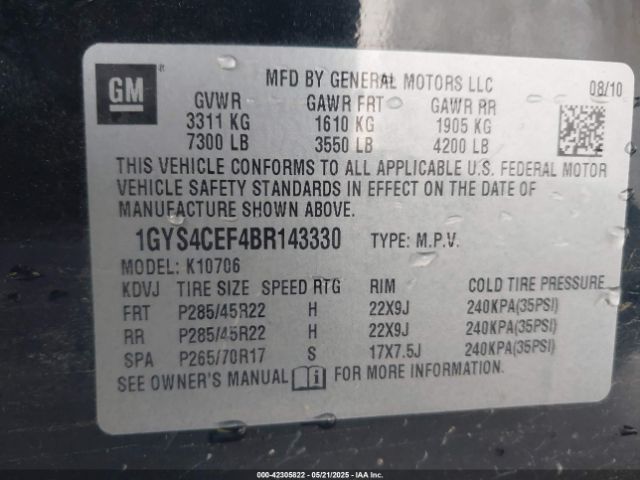 GM
MFD BY GENERAL MOTORS LLC
08/10
GVWR GAWR FRT GAWR RR
3311 KG 1610 KG 1905 KG
7300 LB 3550 LB 4200 LB
THIS VEHICLE CONFORMS TO ALL APPLICABLE U.S. FEDERAL MOTOR
VEHICLE SAFETY STANDARDS IN EFFECT ON THE DATE OF
MANUFACTURE SHOWN ABOVE.
1GYS4CEF4BR143330 TYPE: M.P.V.
MODEL: K10706
KDVJ TIRE SIZE SPEED RTG RIM COLD TIRE PRESSURE
FRT P285/45R22 H 22X9J 240KPA(35PSI)
RR P285/45R22 H 22X9J 240KPA(35PSI)
SPA P265/70R17 S 17X7.5J 240KPA(35PSI)
SEE OWNER'S MANUAL FOR MORE INFORMATION.
000-42305822 - 05/21/2025 - IAA Inc.